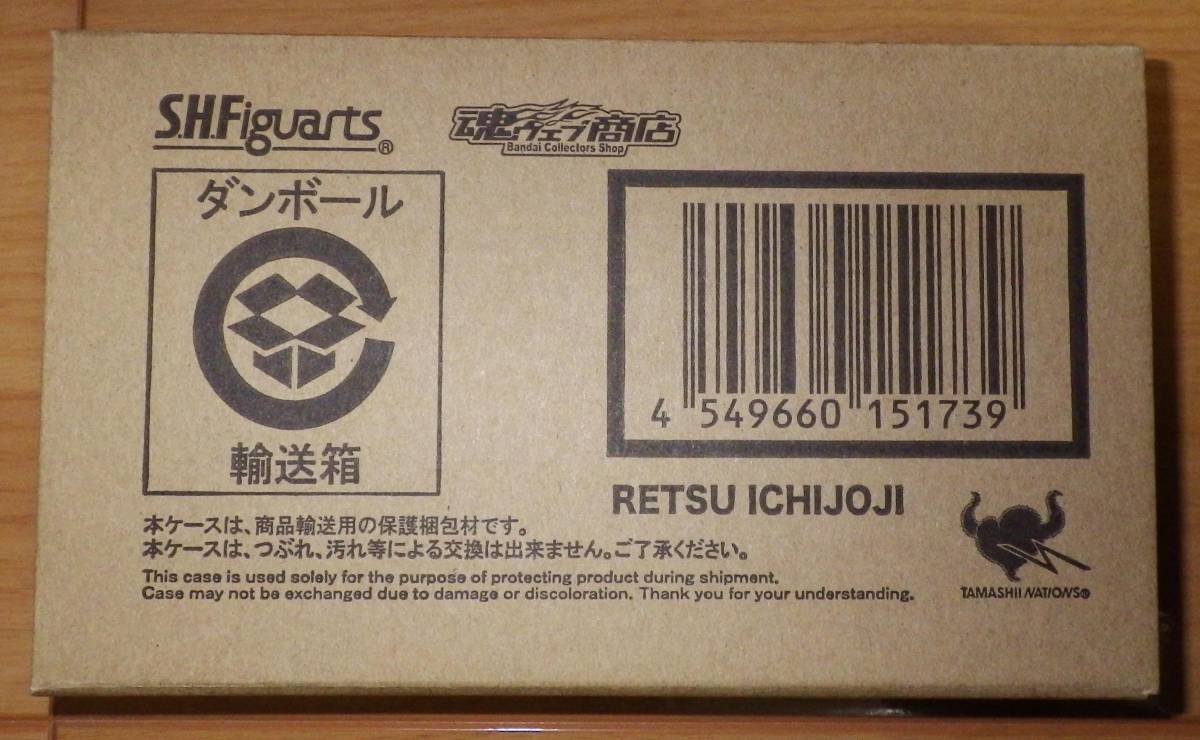 S.H.Figuarts®
魂ウェブ商店
Bandai Collectors Shop
ダンボール
輸送箱
4 549660 151739
RETSU ICHIJOJI
本ケースは、商品輸送用の保護梱包材です。
本ケースは、つぶれ、汚れ等による交換は出来ません。ご了承ください。
This case is used solely for the purpose of protecting product during shipment.
Case may not be exchanged due to damage or discoloration. Thank you for your understanding.
TAMASHII NATIONS®